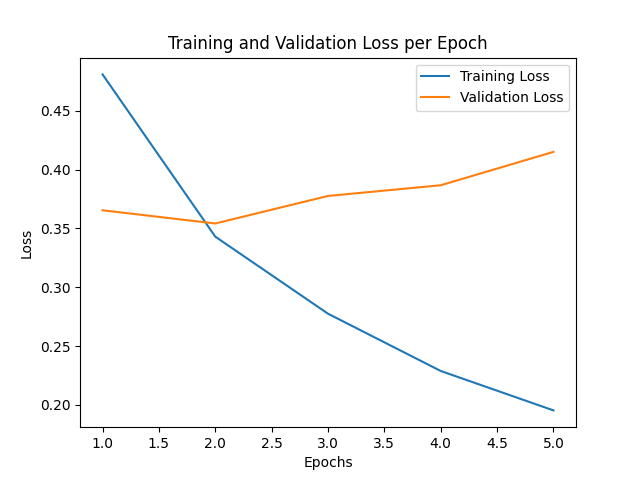 Training and Validation Loss per Epoch
Training Loss
Validation Loss
Loss
0.45
0.40
0.35
0.30
0.25
0.20
1.0 1.5 2.0 2.5 3.0 3.5 4.0 4.5 5.0
Epochs